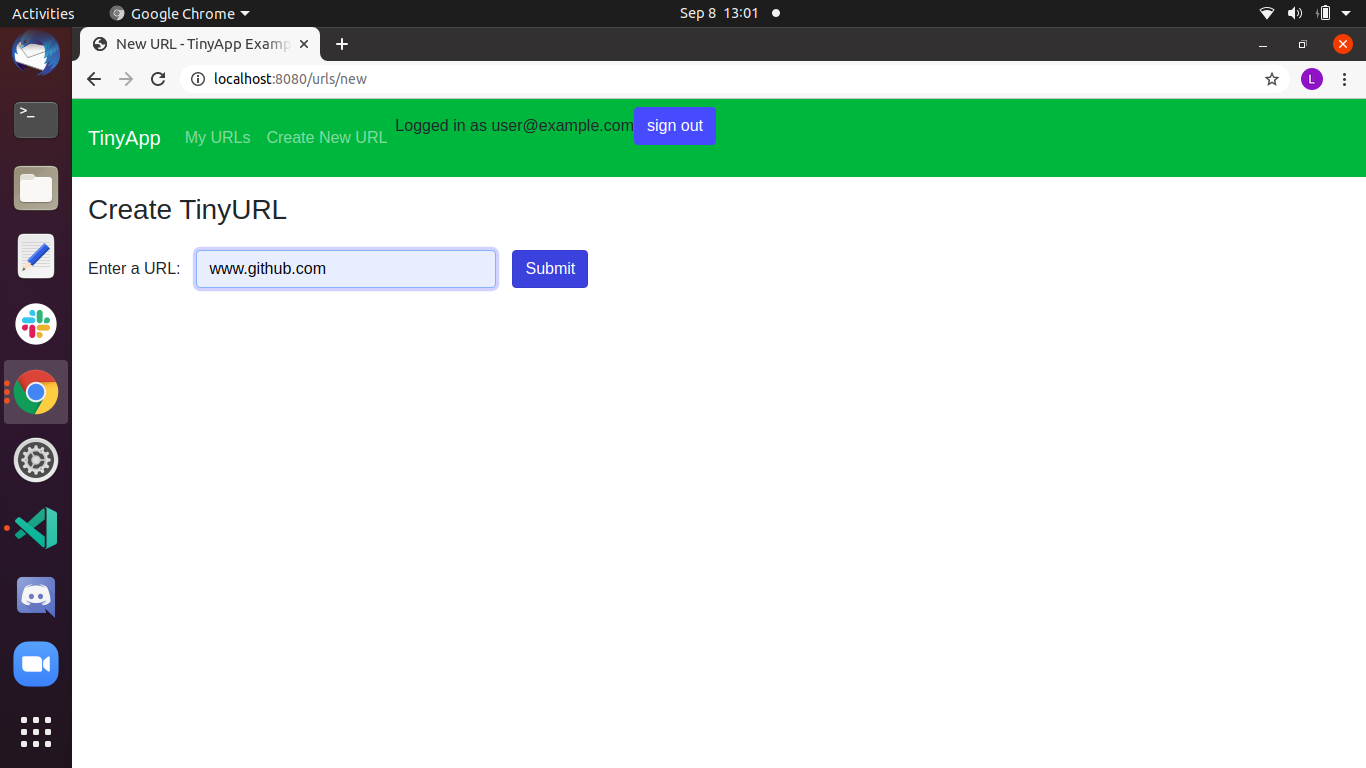 Activities Google Chrome Sep 8 13:01
New URL - TinyApp Examp
localhost:8080/urls/new
TinyApp My URLs Create New URL Logged in as user@example.com sign out
Create TinyURL
Enter a URL: www.github.com Submit
L
>_